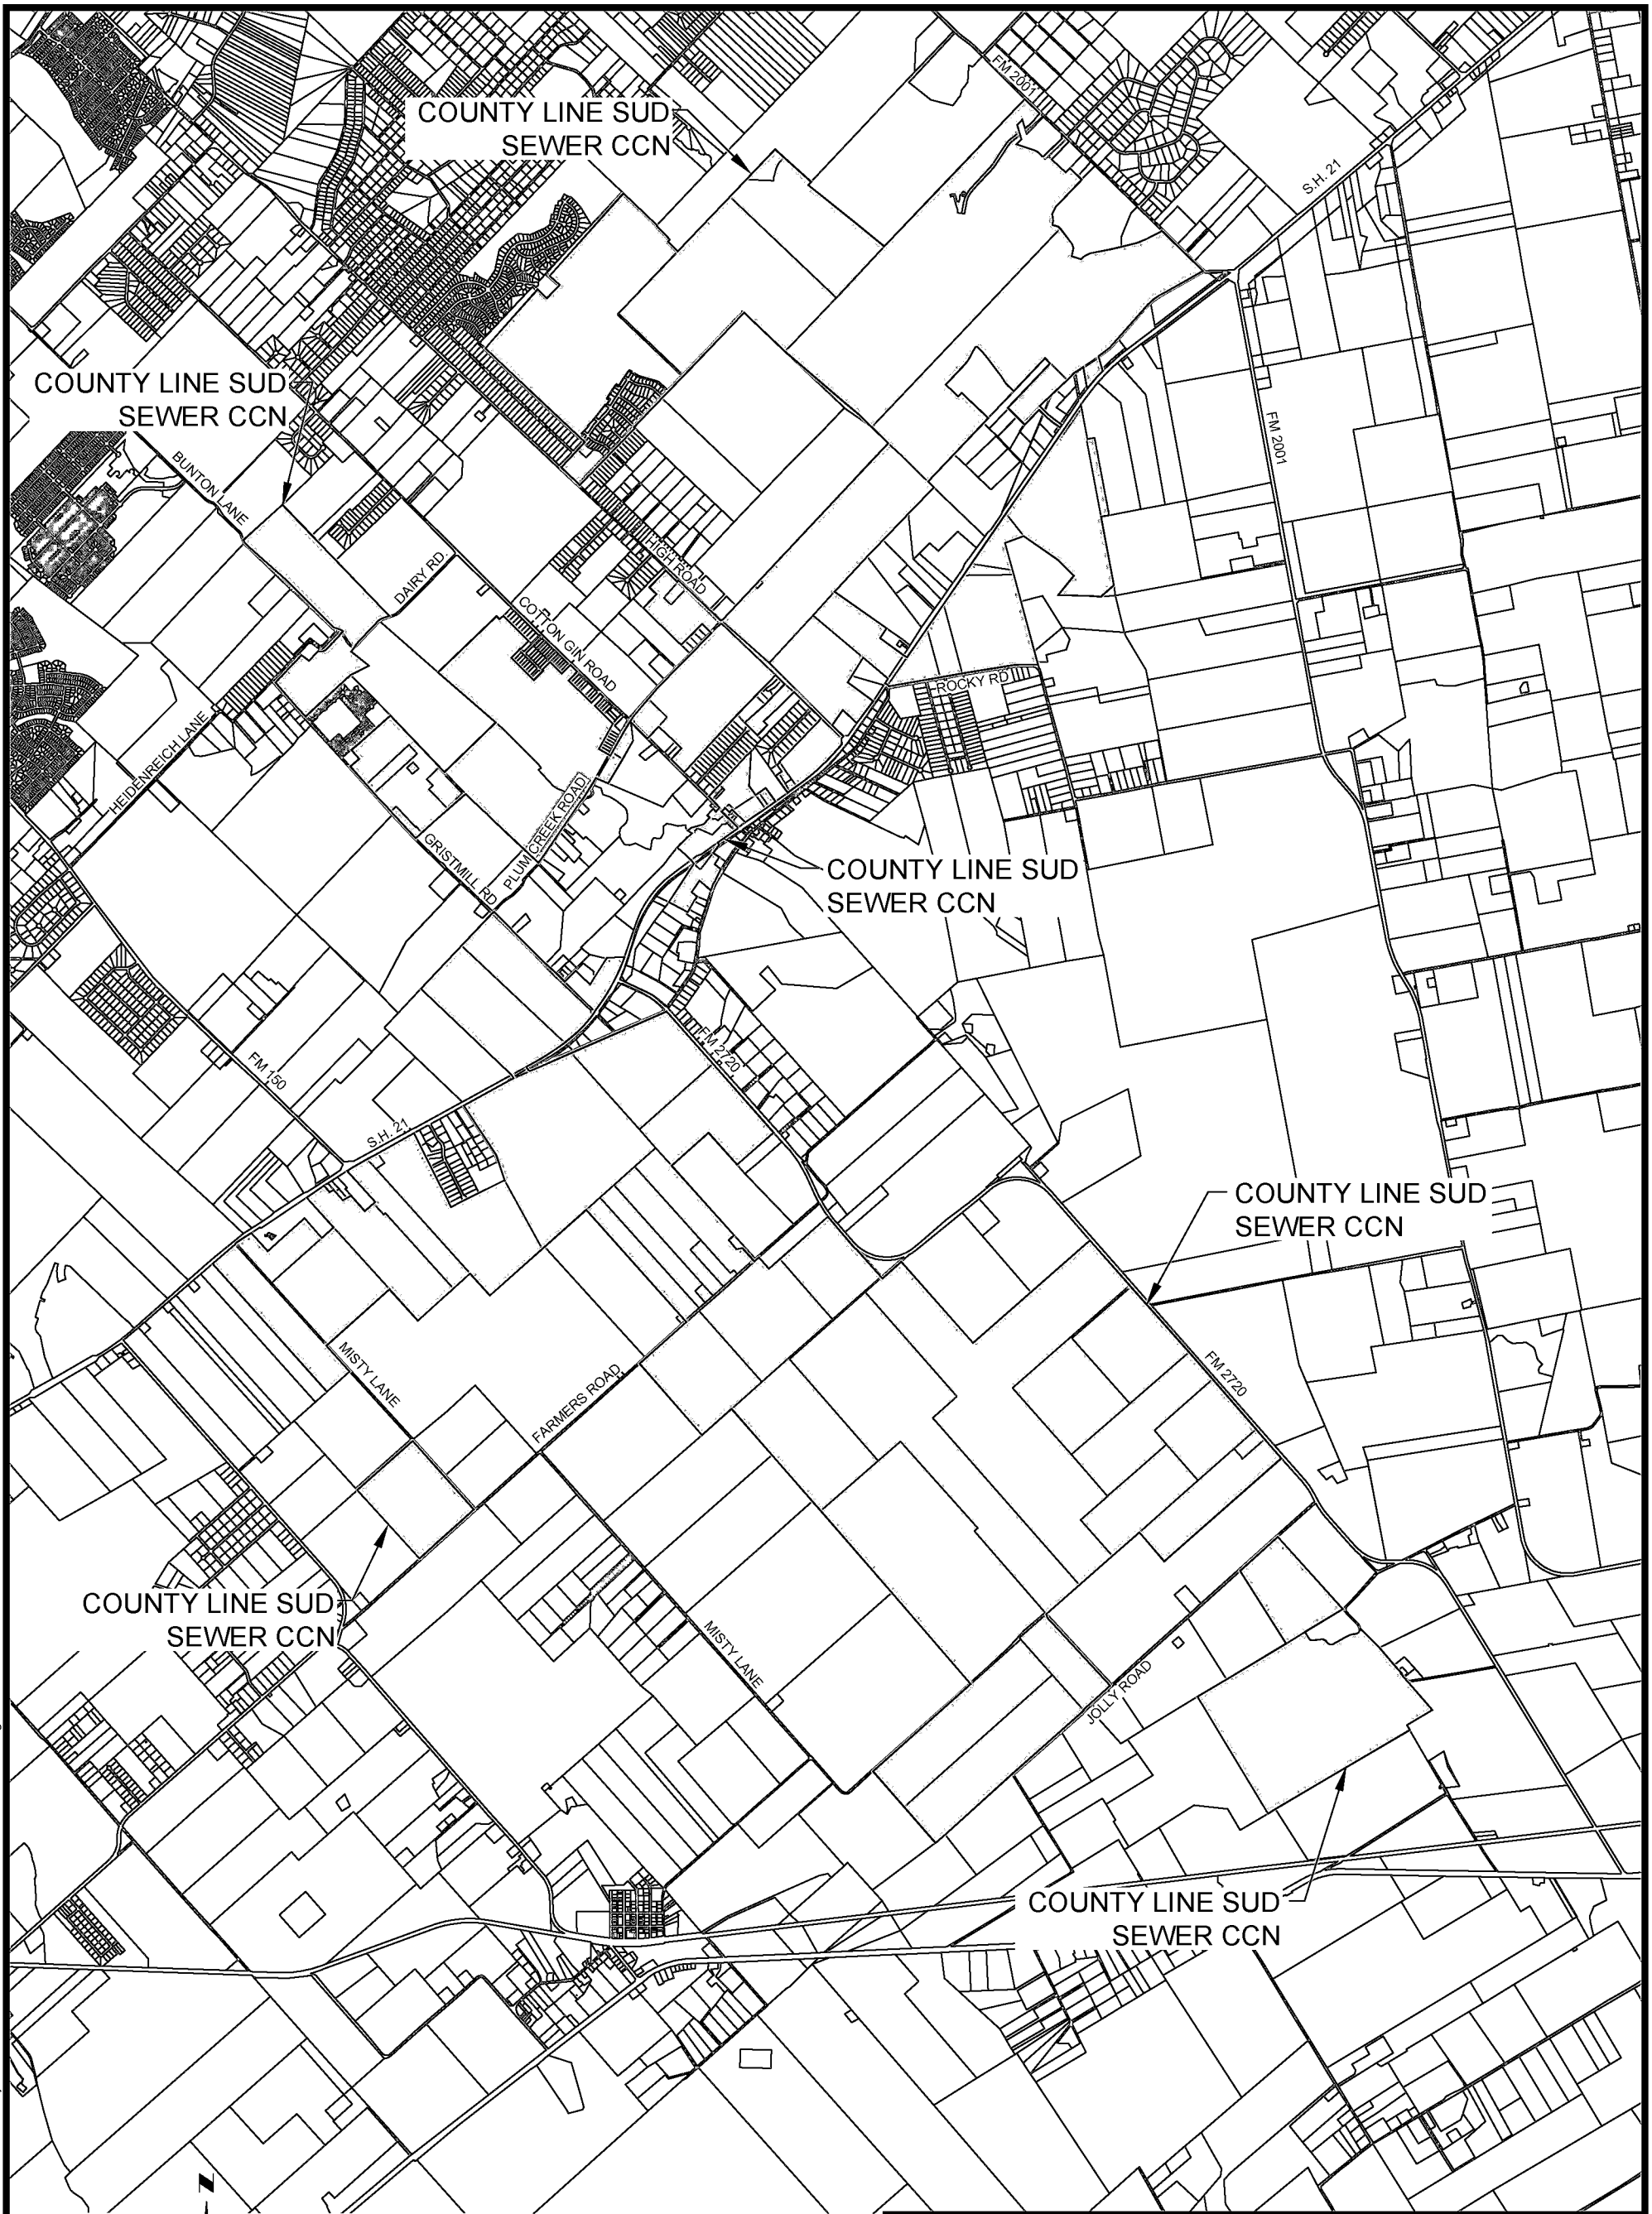 FM 2001
COUNTY LINE SUD
SEWER CCN
S.H. 21
COUNTY LINE SUD
SEWER CCN
FM 2001
BUNTON LANE
HIGH ROAD
DAIRY RD.
COTTON GIN ROAD
ROCKY RD
HEIDENREICH LANE
PLUM CREEK ROAD
GRISTMILL RD
COUNTY LINE SUD
SEWER CCN
FM 2720
FM 150
S.H. 21
COUNTY LINE SUD
SEWER CCN
MISTY LANE
FARMERS ROAD
FM 2720
COUNTY LINE SUD
SEWER CCN
MISTY LANE
JOLLY ROAD
COUNTY LINE SUD
SEWER CCN
N